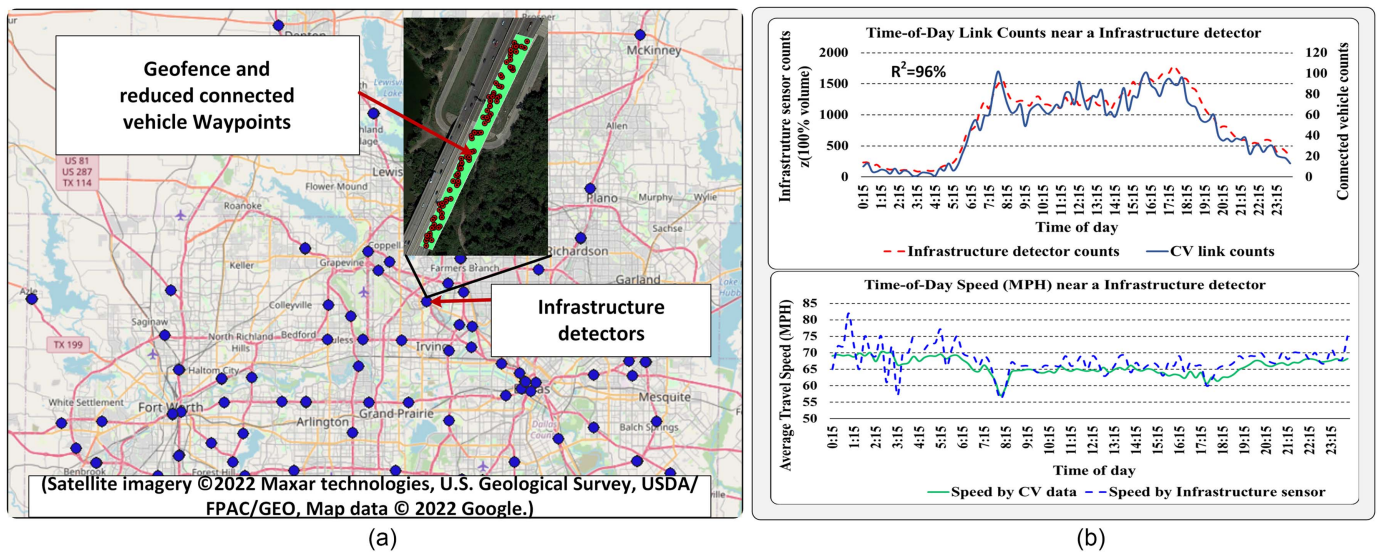 Denton
Prosper
McKinney
Geofence and
reduced connected
vehicle Waypoints
Allen
US 81
US 287
TX 114
Flower Mound
Plano
Murphy
Wylie
Sachse
Roanoke
Coppell
Richardson
Keller
Grapevine
Farmers Branch
Garland
Azle
Colleyville
Infrastructure
detectors
Saginaw
North Richland
Hills
Bedford
Euless
Irving
TX 199
Haltom City
Dallas
White Settlement
Fort Worth
Grand Prairie
Mesquite
Arlington
Balch Springs
Dallas
County
Benbrook
Forest Hill
(Satellite imagery ©2022 Maxar technologies, U.S. Geological Survey, USDA/
FPAC/GEO, Map data © 2022 Google.)
(a)
Time-of-Day Link Counts near a Infrastructure detector
R²=96%
Infrastruture sensor counts
z(100% volume)
2000
1500
1000
500
0
120
100
80
60
40
20
0
Connected vehicle counts
0:15 1:15 2:15 3:15 4:15 5:15 6:15 7:15 8:15 9:15 10:15 11:15 12:15 13:15 14:15 15:15 16:15 17:15 18:15 19:15 20:15 21:15 22:15 23:15
Time of day
Infrastructure detector counts CV link counts
Time-of-Day Speed (MPH) near a Infrastructure detector
Average Travel Speed (MPH)
85
80
75
70
65
60
55
50
0:15 1:15 2:15 3:15 4:15 5:15 6:15 7:15 8:15 9:15 10:15 11:15 12:15 13:15 14:15 15:15 16:15 17:15 18:15 19:15 20:15 21:15 22:15 23:15
Time of day
Speed by CV data Speed by Infrastructure sensor
(b)